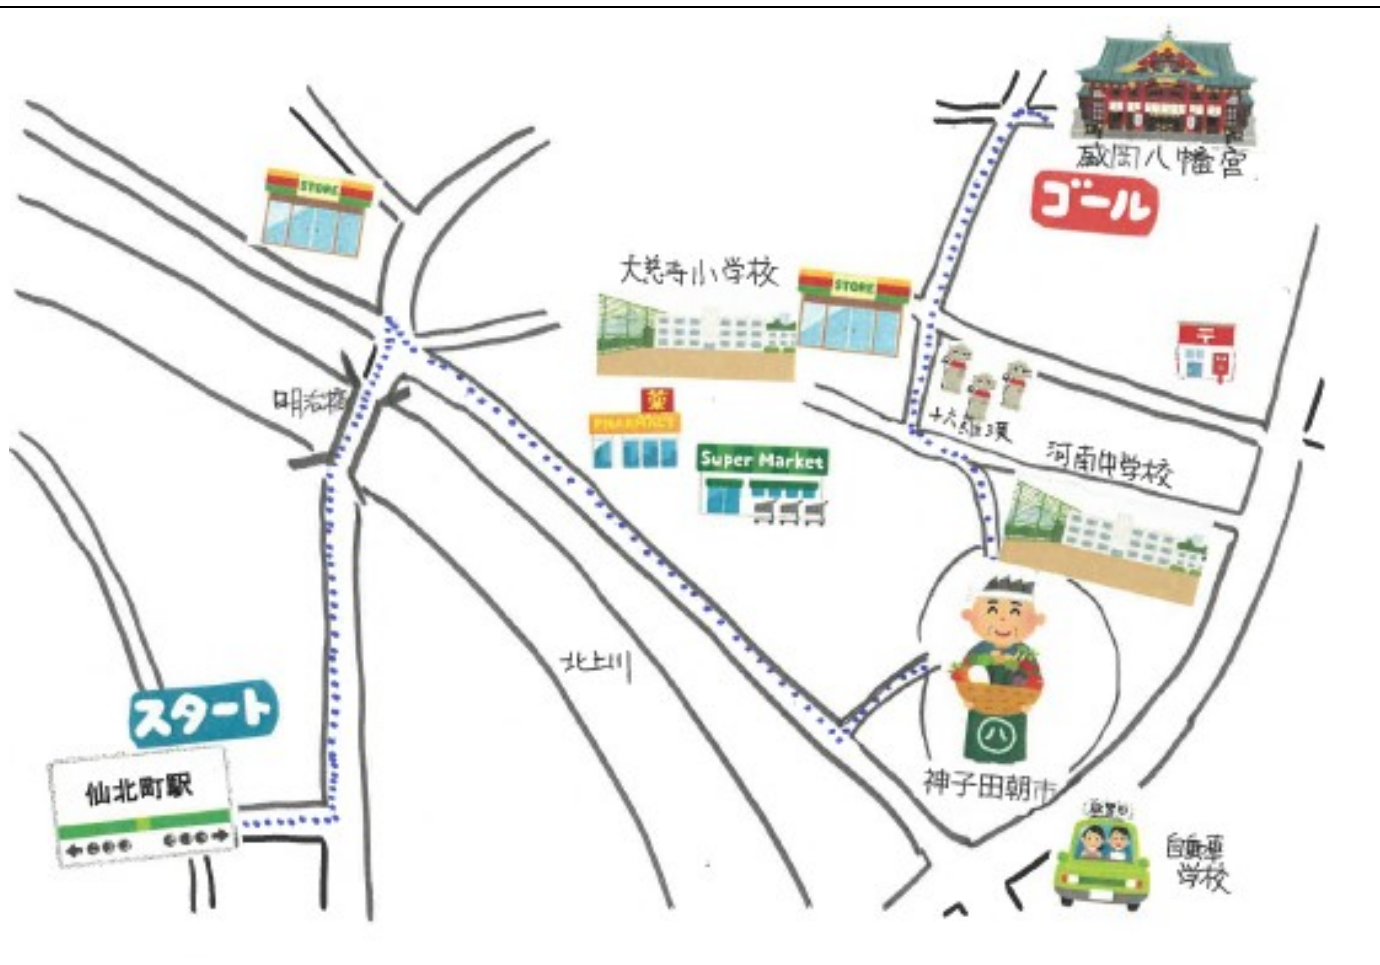 盛岡八幡宮
ゴール
STORE
大慈寺小学校
STORE
〒
明治橋
薬
PHARMACY
Super Market
十六羅漢
河南中学校
北上川
スタート
仙北町駅
八
神子田朝市
自動車
学校